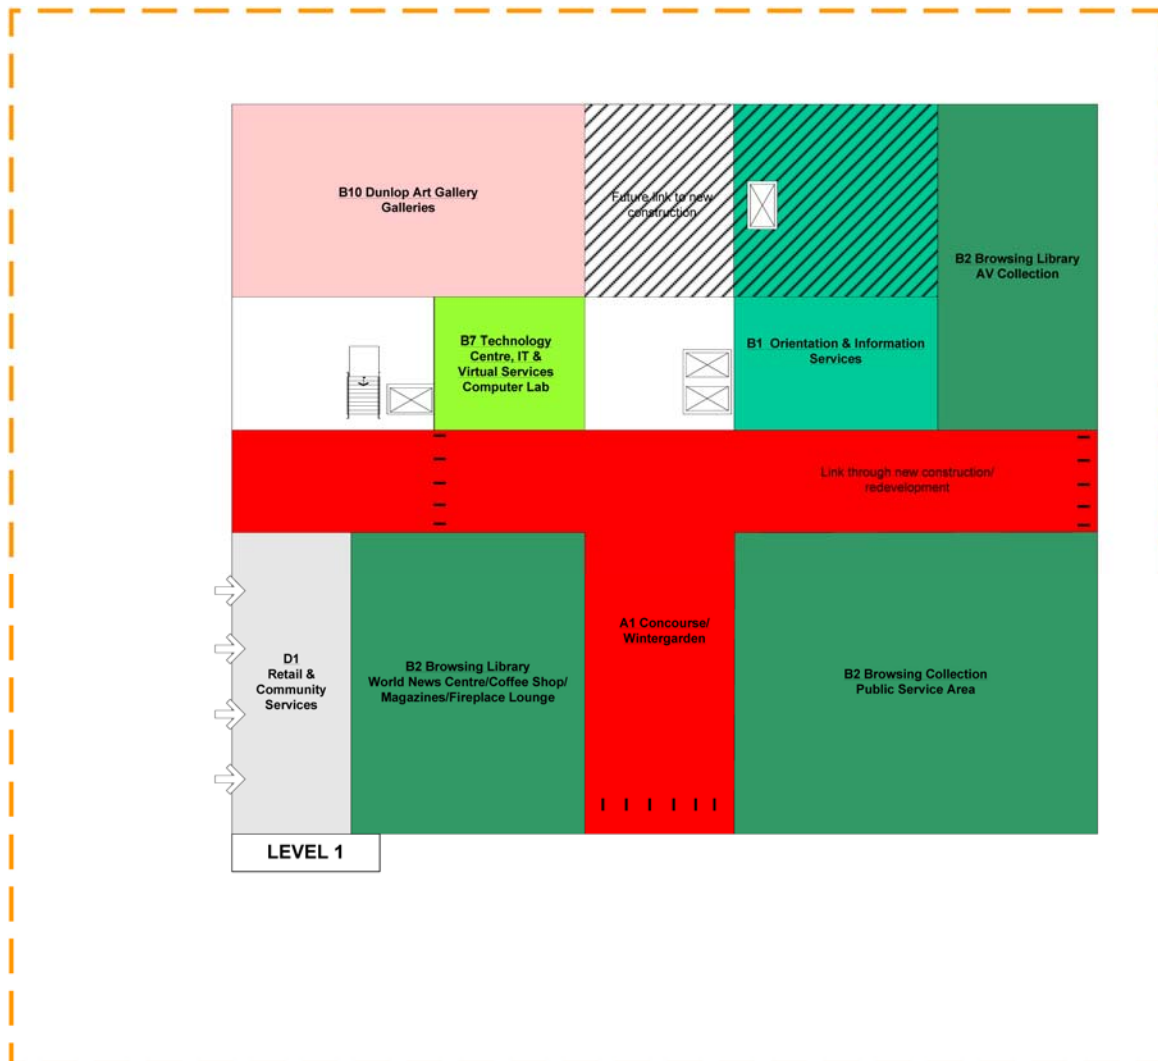 B10 Dunlop Art Gallery
Galleries
Future link to new
construction
B2 Browsing Library
AV Collection
B7 Technology
Centre, IT &
Virtual Services
Computer Lab
B1 Orientation & Information
Services
Link through new construction/
redevelopment
D1
Retail &
Community
Services
B2 Browsing Library
World News Centre/Coffee Shop/
Magazines/Fireplace Lounge
A1 Concourse/
Wintergarden
B2 Browsing Collection
Public Service Area
LEVEL 1